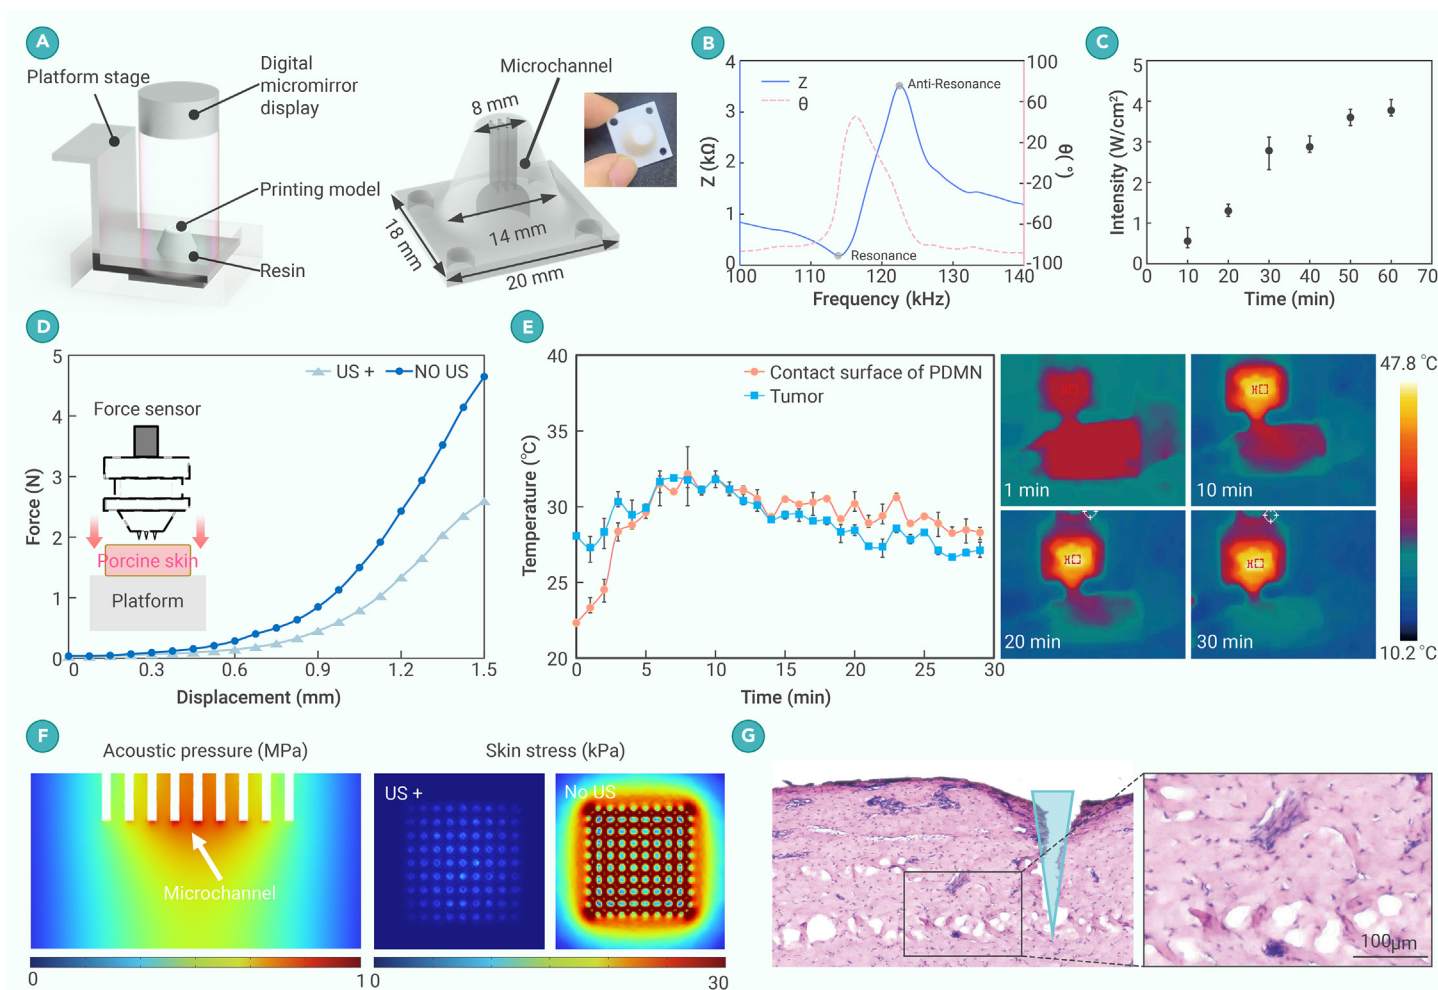 A
Platform stage
Digital
micromirror
display
Printing model
Resin
Microchannel
8 mm
14 mm
18 mm
20 mm
B
Z
θ
Anti-Resonance
Resonance
Z (kΩ)
4
3
2
1
0
100
60
20
-20
-60
-100
θ( °)
100
110
120
130
140
Frequency (kHz)
C
Intensity (W/cm²)
5
4
3
2
1
0
0
10
20
30
40
50
60
70
Time (min)
D
US +
NO US
Force sensor
Porcine skin
Platform
Force (N)
5
4
3
2
1
0
0
0.3
0.6
0.9
1.2
1.5
Displacement (mm)
E
Contact surface of PDMN
Tumor
Temperature (°C)
40
35
30
25
20
0
5
10
15
20
25
30
Time (min)
1 min
10 min
20 min
30 min
47.8 °C
10.2 °C
F
Acoustic pressure (MPa)
Skin stress (kPa)
Microchannel
US +
No US
0
1
0
30
G
100μm